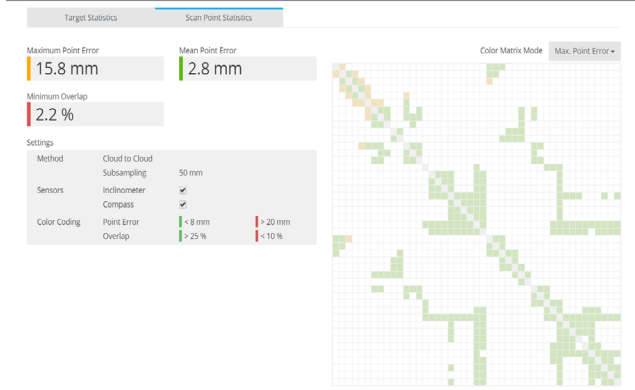 Target Statistics
Scan Point Statistics
Maximum Point Error
Mean Point Error
15.8 mm
2.8 mm
Minimum Overlap
2.2 %
Color Matrix Mode
Max. Point Error
Settings
Method Cloud to Cloud
Subsampling 50 mm
Sensors Inclinometer
Compass
Color Coding Point Error < 8 mm > 20 mm
Overlap > 25 % < 10 %